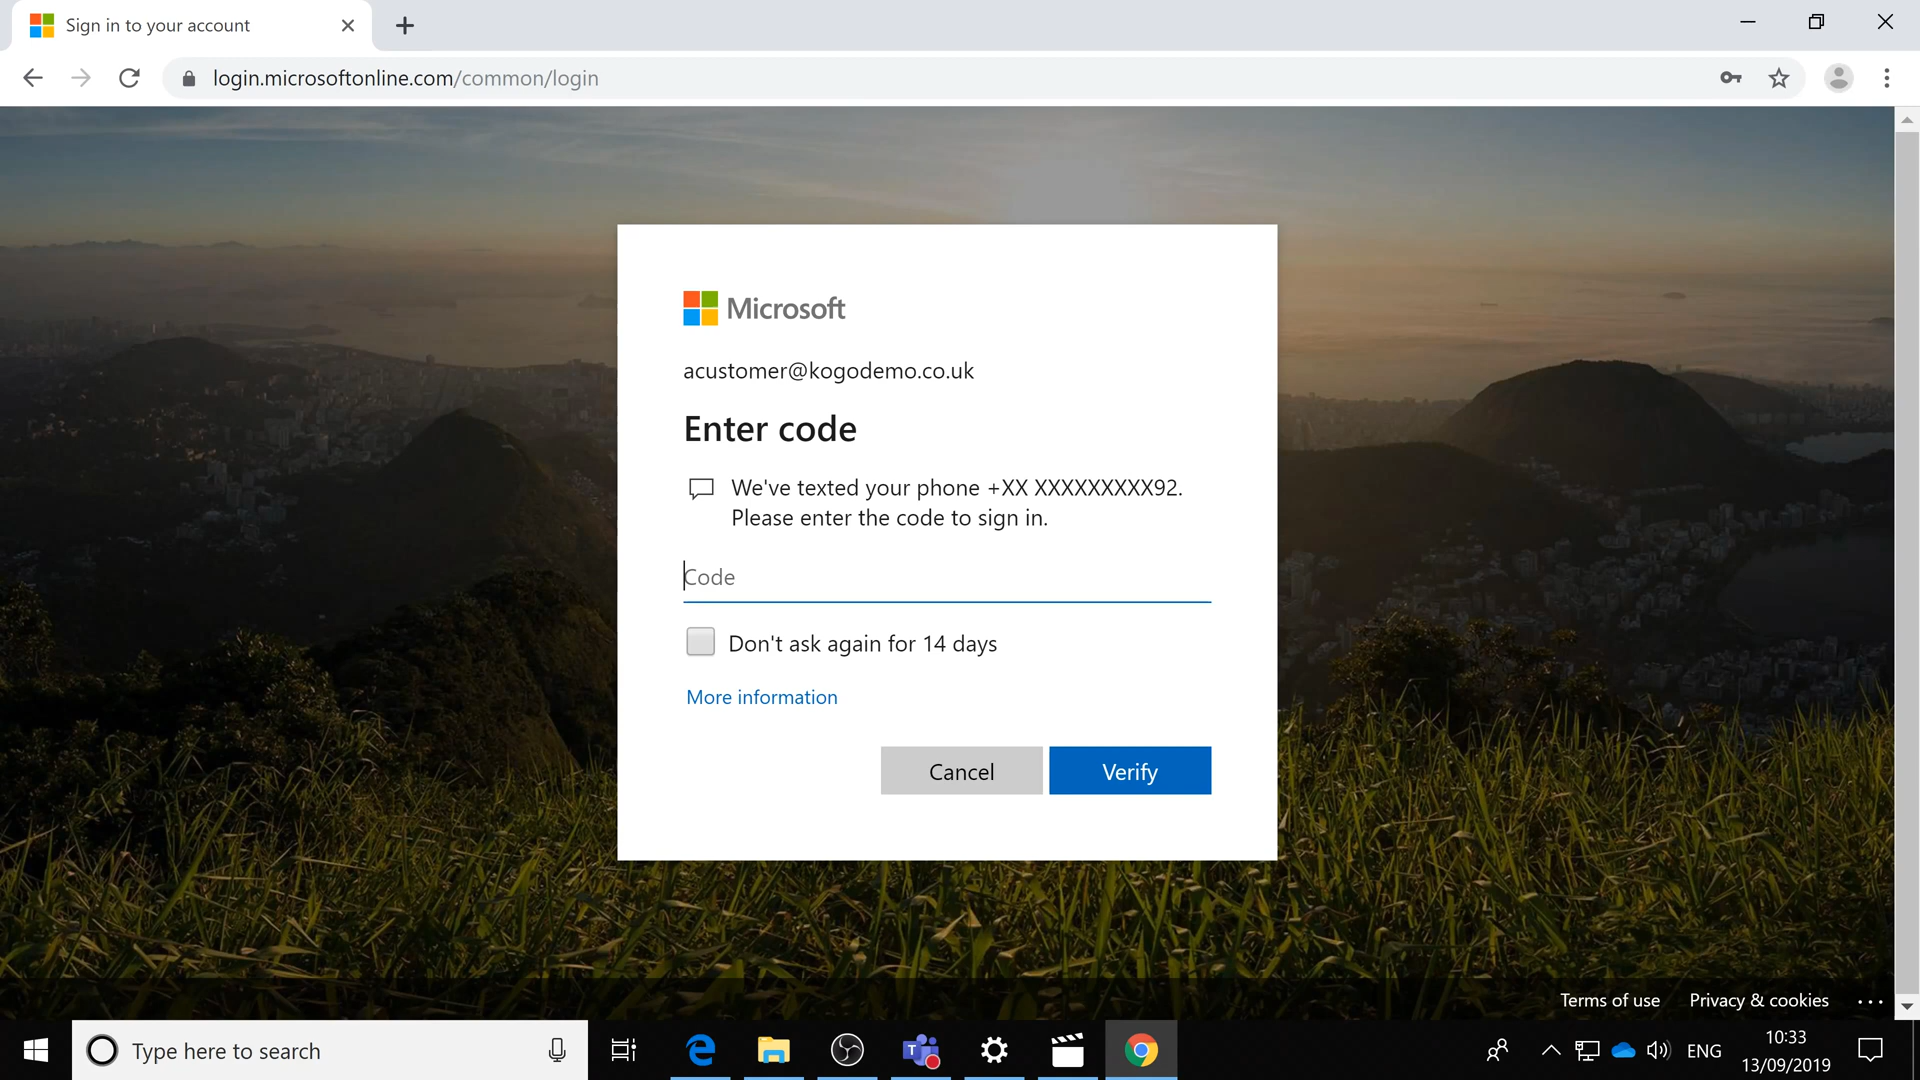 Sign in to your account
login.microsoftonline.com/common/login
Microsoft
acustomer@kogodemo.co.uk
Enter code
We've texted your phone +XX XXXXXXXXX92.
Please enter the code to sign in.
Code
Don't ask again for 14 days
More information
Cancel
Verify
Terms of use
Privacy & cookies
Type here to search
ENG
10:33
13/09/2019